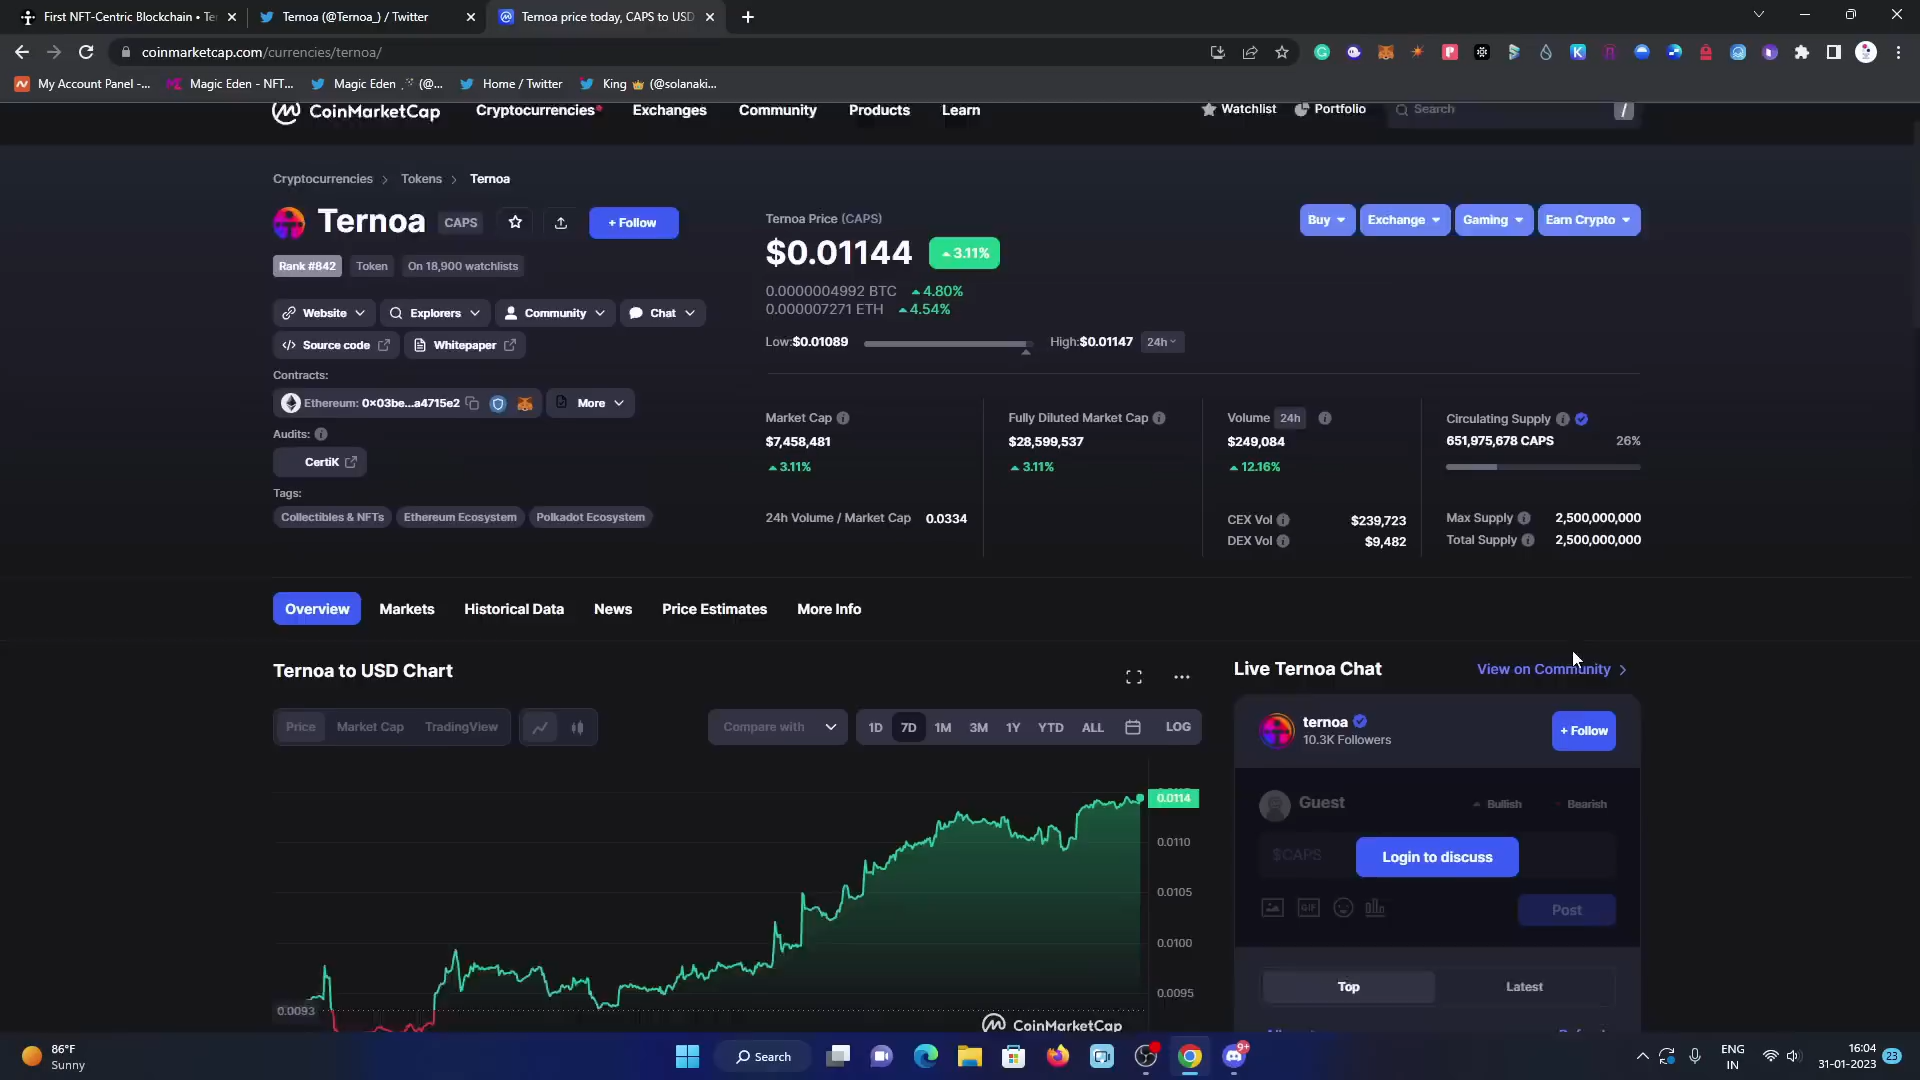 First NFT-Centric Blockchain • Ter
Ternoa (@Ternoa_) / Twitter
Ternoa price today, CAPS to USD
coinmarketcap.com/currencies/ternoa/
My Account Panel -...
Magic Eden - NFT...
Magic Eden (@...
Home / Twitter
King 👑 (@solanaki...
CoinMarketCap
Cryptocurrencies
Exchanges
Community
Products
Learn
Watchlist
Portfolio
Search
/
Cryptocurrencies > Tokens > Ternoa
Ternoa CAPS
+ Follow
Rank #842
Token
On 18,900 watchlists
Website
Explorers
Community
Chat
Source code
Whitepaper
Contracts:
Ethereum: 0x03be...a4715e2
More
Audits:
CertiK
Tags:
Collectibles & NFTs
Ethereum Ecosystem
Polkadot Ecosystem
Ternoa Price (CAPS)
$0.01144
3.11%
0.0000004992 BTC 4.80%
0.000007271 ETH 4.54%
Low:$0.01089
High:$0.01147
24h
Buy
Exchange
Gaming
Earn Crypto
Market Cap
$7,458,481
3.11%
24h Volume / Market Cap 0.0334
Fully Diluted Market Cap
$28,599,537
3.11%
Volume 24h
$249,084
12.16%
CEX Vol $239,723
DEX Vol $9,482
Circulating Supply
651,975,678 CAPS 26%
Max Supply 2,500,000,000
Total Supply 2,500,000,000
Overview
Markets
Historical Data
News
Price Estimates
More Info
Ternoa to USD Chart
Price
Market Cap
TradingView
Compare with
1D
7D
1M
3M
1Y
YTD
ALL
LOG
0.0114
0.0110
0.0105
0.0100
0.0095
0.0093
CoinMarketCap
Live Ternoa Chat
View on Community >
ternoa
10.3K Followers
+ Follow
Guest
Bullish
Bearish
$CAPS
Login to discuss
GIF
Post
Top
Latest
86°F
Sunny
Search
9+
ENG
IN
16:04
31-01-2023
23